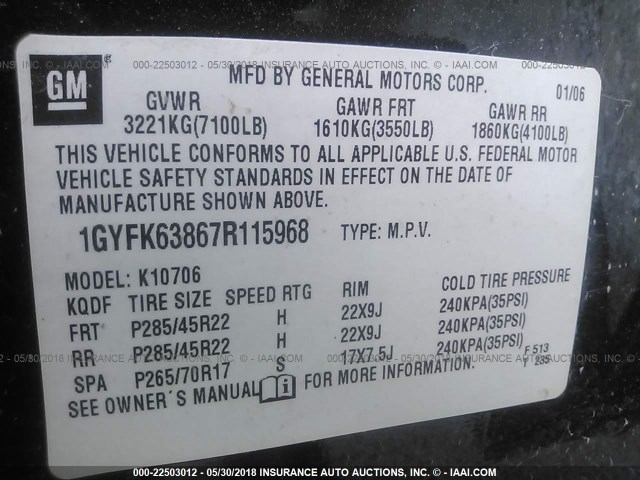 000-22503012 - 05/30/2018 INSURANCE AUTO AUCTIONS - © - IAAI.COM
GM
MFD BY GENERAL MOTORS CORP.
01/06
GVWR GAWR FRT GAWR RR
3221KG(7100LB) 1610KG(3550LB) 1860KG(4100LB)
THIS VEHICLE CONFORMS TO ALL APPLICABLE U.S. FEDERAL MOTOR
VEHICLE SAFETY STANDARDS IN EFFECT ON THE DATE OF
MANUFACTURE SHOWN ABOVE.
1GYFK63867R115968 TYPE: M.P.V.
MODEL: K10706
KQDF TIRE SIZE SPEED RTG RIM COLD TIRE PRESSURE
FRT P285/45R22 H 22X9J 240KPA(35PSI)
RR P285/45R22 H 22X9J 240KPA(35PSI)
SPA P265/70R17 S 17X7.5J 240KPA(35PSI)
SEE OWNER'S MANUAL i FOR MORE INFORMATION.
F 513
T 235
000-22503012 - 05/30/2018 INSURANCE AUTO AUCTIONS - © - IAAI.COM